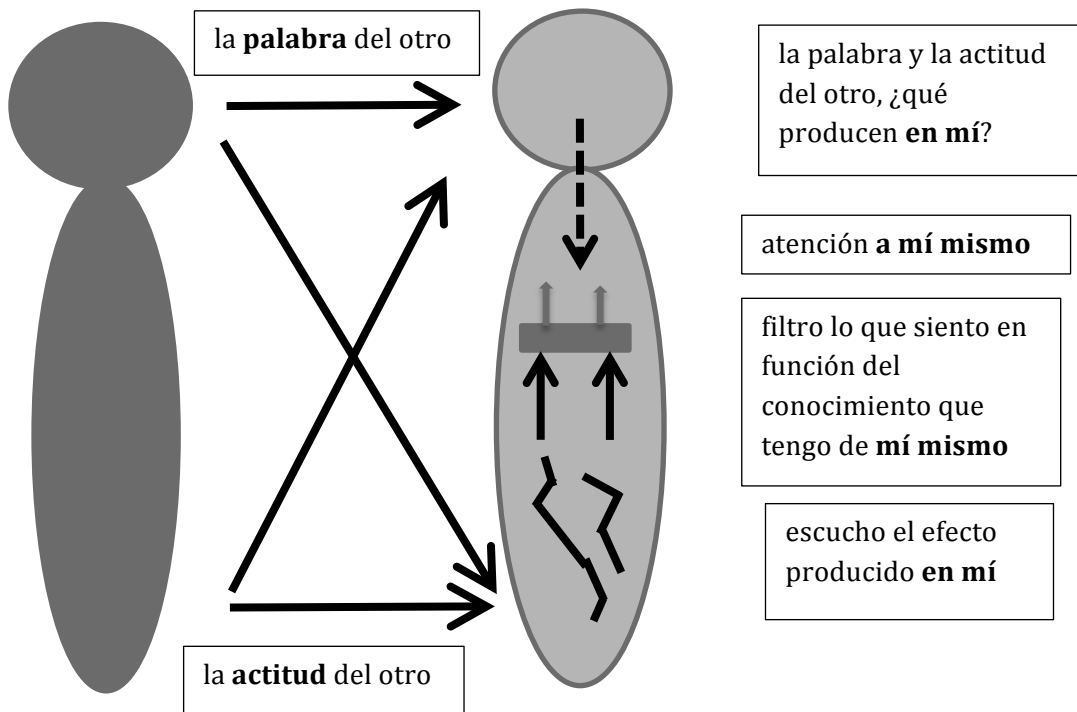 la palabra del otro
la palabra y la actitud
del otro, ¿qué
producen en mí?
atención a mí mismo
filtro lo que siento en
función del
conocimiento que
tengo de mí mismo
escucho el efecto
producido en mí
la actitud del otro